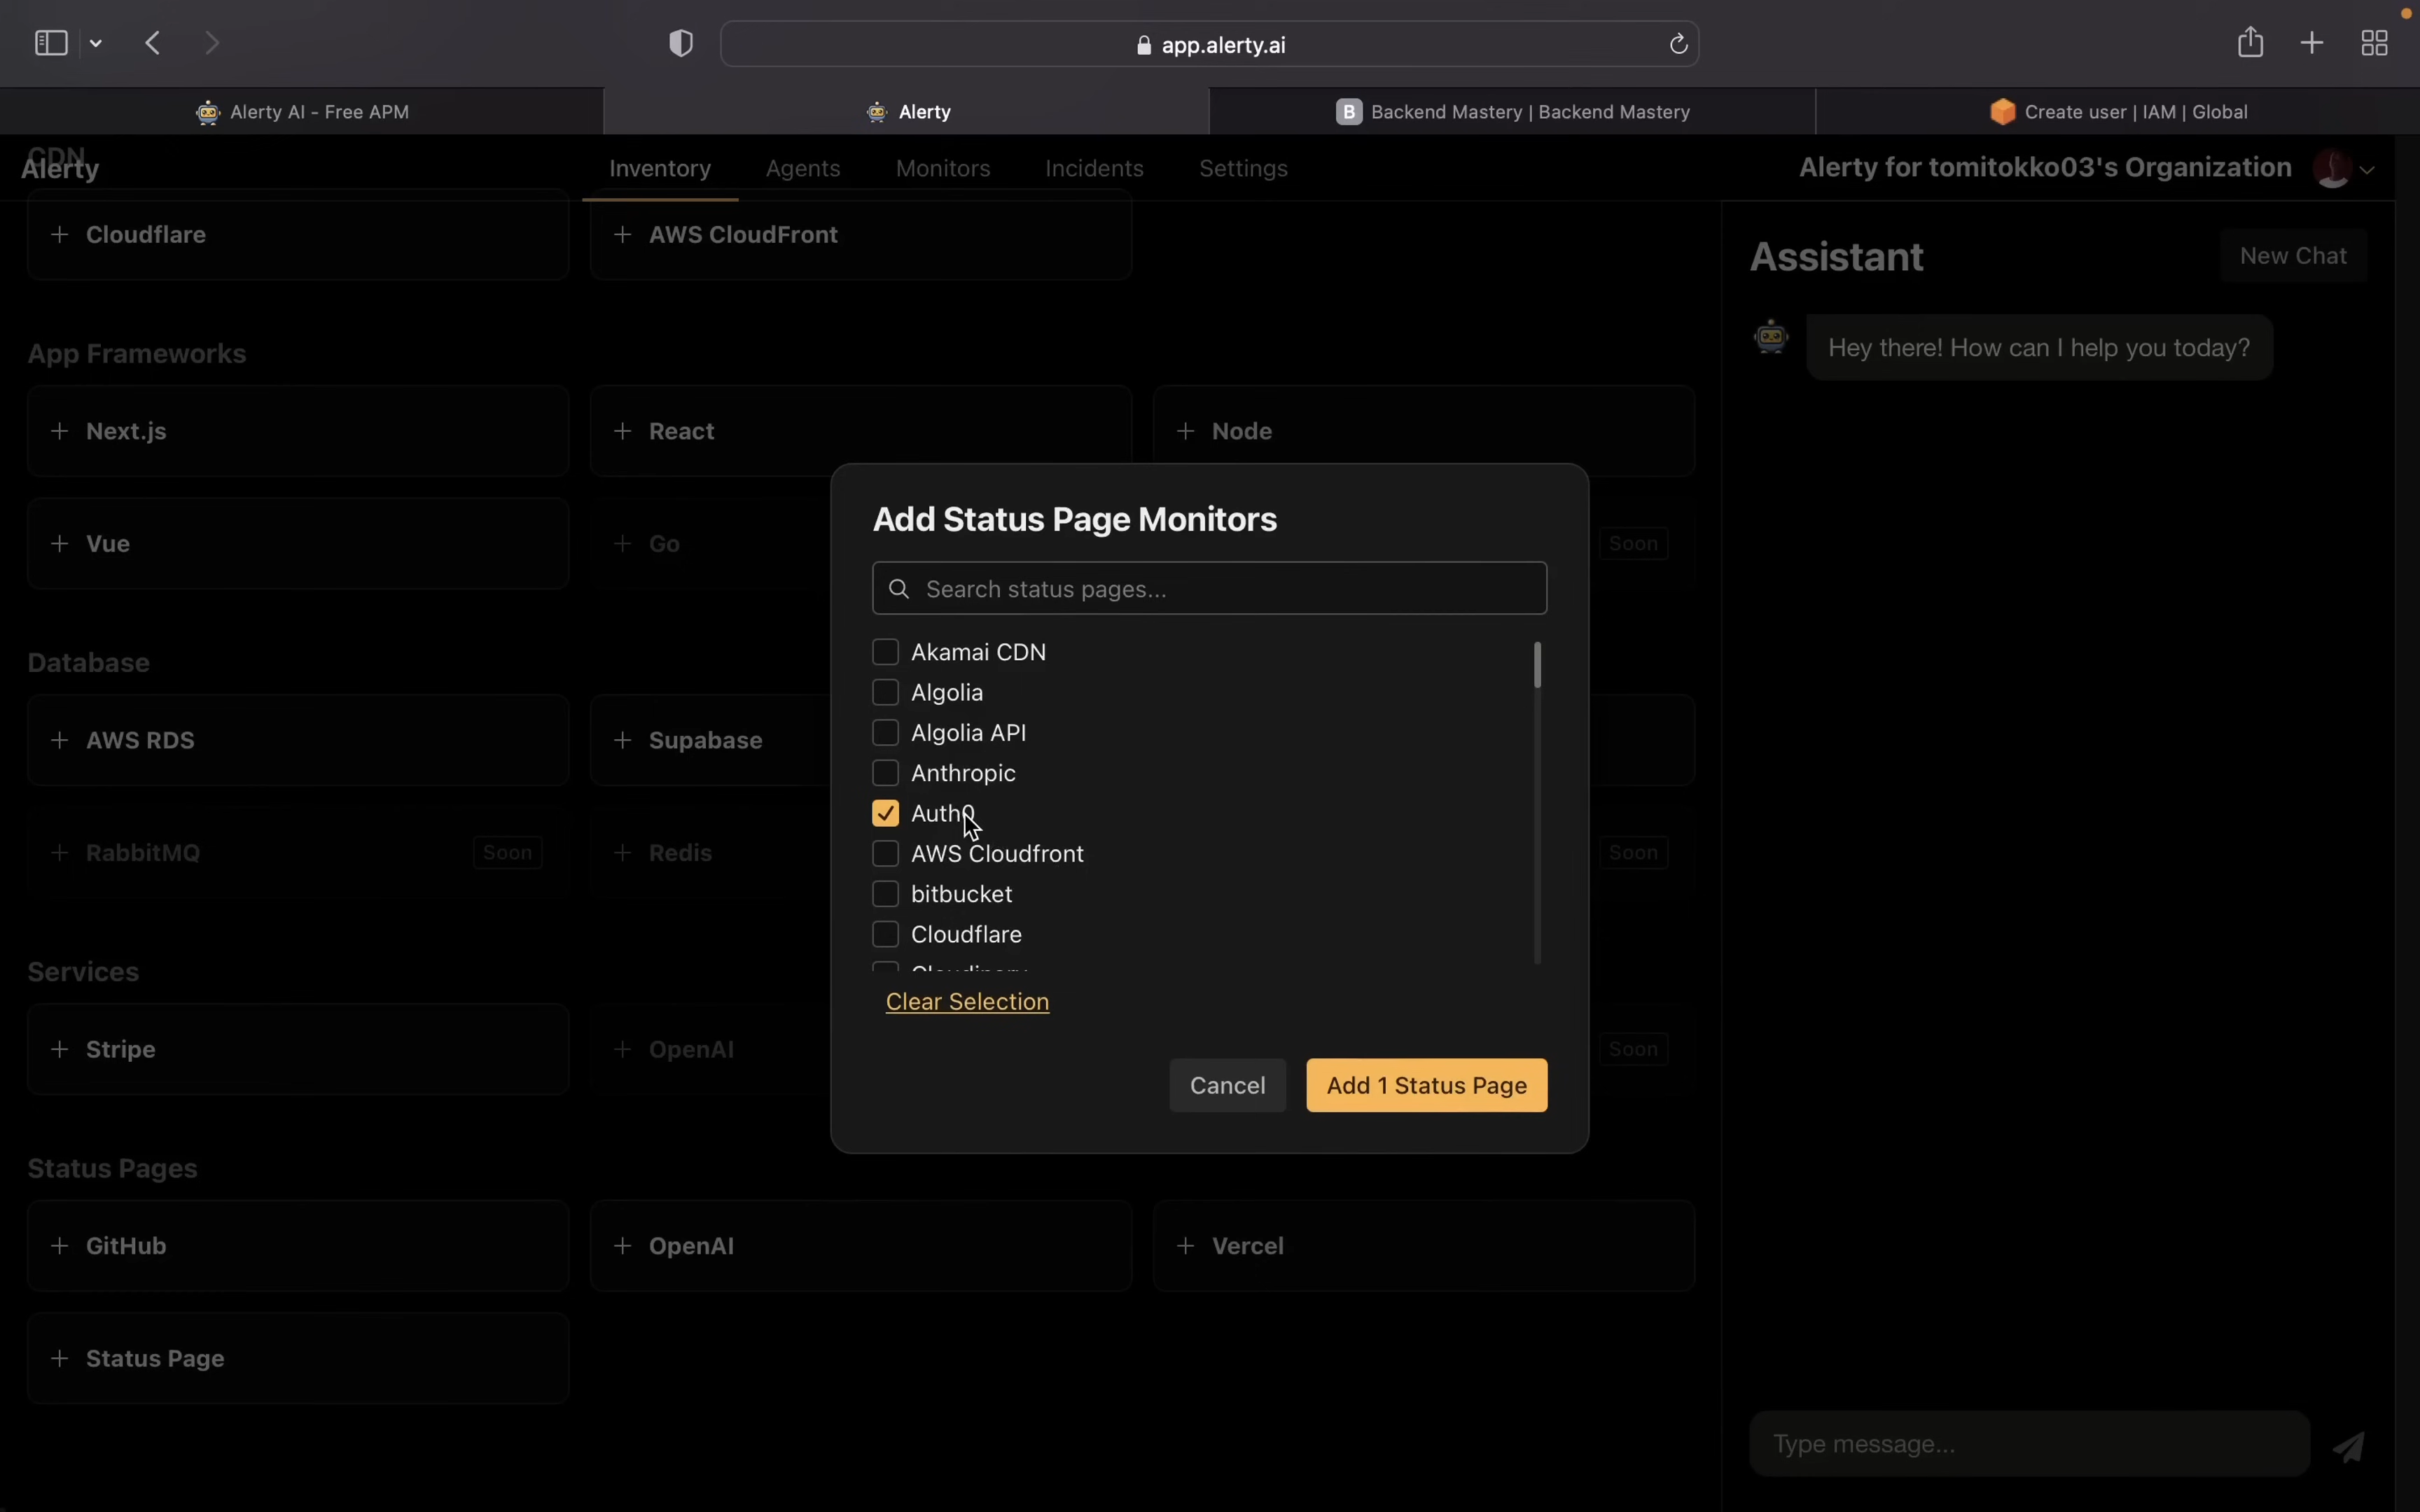 app.alerty.ai
Alerty AI - Free APM
Alerty
B Backend Mastery | Backend Mastery
Create user | IAM | Global
CDN
Alerty
Inventory
Agents
Monitors
Incidents
Settings
Alerty for tomitokko03's Organization
+ Cloudflare
+ AWS CloudFront
App Frameworks
+ Next.js
+ React
+ Node
+ Vue
+ Go
Soon
Database
+ AWS RDS
+ Supabase
+ RabbitMQ
Soon
+ Redis
Soon
Services
+ Stripe
+ OpenAI
Soon
Status Pages
+ GitHub
+ OpenAI
+ Vercel
+ Status Page
Add Status Page Monitors
Search status pages...
Akamai CDN
Algolia
Algolia API
Anthropic
Auth0
AWS Cloudfront
bitbucket
Cloudflare
Clear Selection
Cancel
Add 1 Status Page
Assistant
New Chat
Hey there! How can I help you today?
Type message...